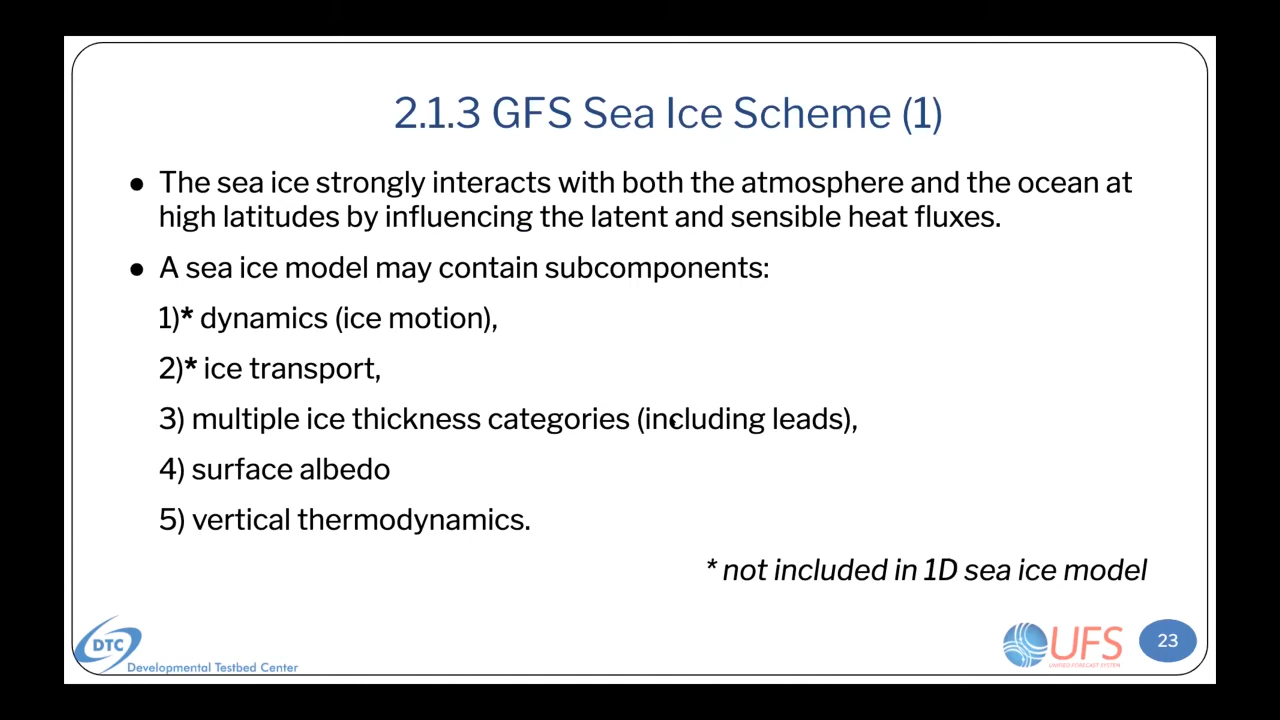 2.1.3 GFS Sea Ice Scheme (1)
● The sea ice strongly interacts with both the atmosphere and the ocean at
high latitudes by influencing the latent and sensible heat fluxes.
● A sea ice model may contain subcomponents:
1)* dynamics (ice motion),
2)* ice transport,
3) multiple ice thickness categories (including leads),
4) surface albedo
5) vertical thermodynamics.
* not included in 1D sea ice model
DTC
Developmental Testbed Center
UFS
UNIFIED FORECAST SYSTEM
23